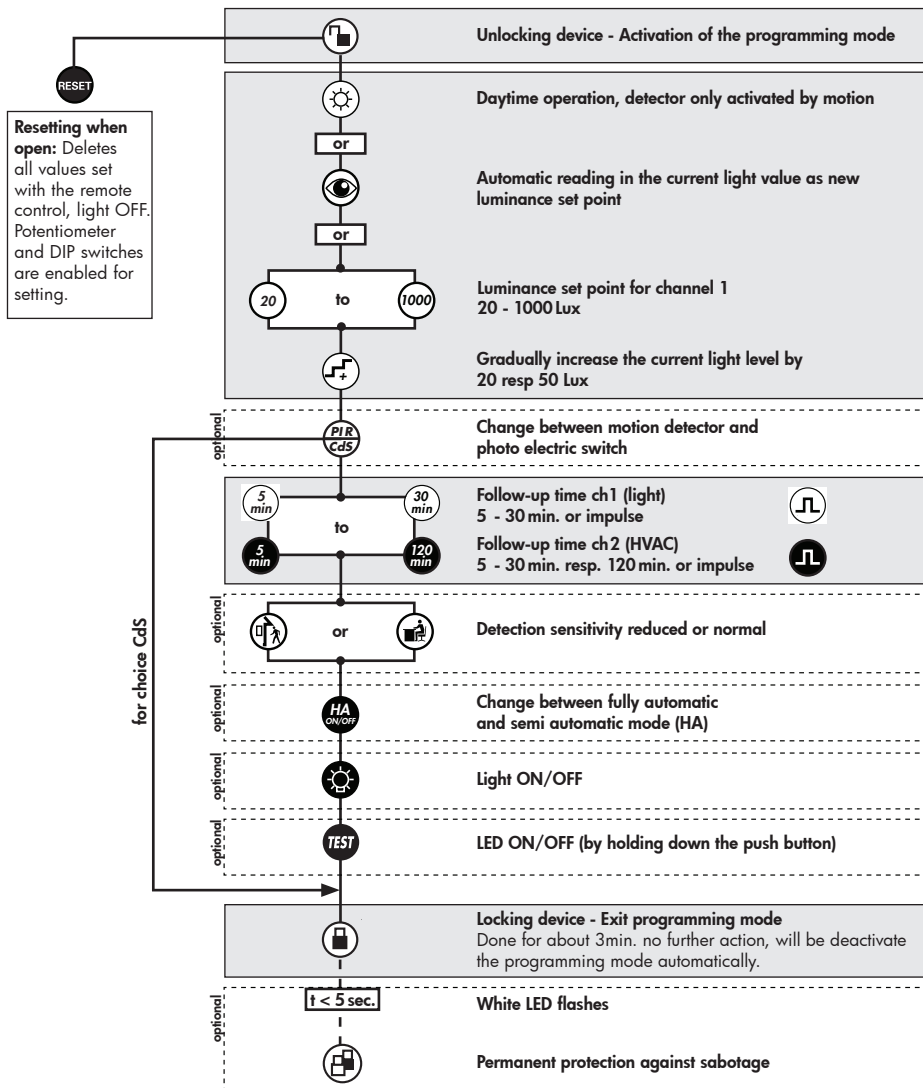 Unlocking device - Activation of the programming mode
RESET
Resetting when
open: Deletes
all values set
with the remote
control, light OFF.
Potentiometer
and DIP switches
are enabled for
setting.
Daytime operation, detector only activated by motion
or
Automatic reading in the current light value as new
luminance set point
or
20 to 1000
Luminance set point for channel 1
20 - 1000 Lux
+
Gradually increase the current light level by
20 resp 50 Lux
optional
PIR
CdS
Change between motion detector and
photo electric switch
5
min
30
min
to
5
min
120
min
Follow-up time ch1 (light)
5 - 30 min. or impulse
Follow-up time ch2 (HVAC)
5 - 30 min. resp. 120 min. or impulse
for choice CdS
optional
or
Detection sensitivity reduced or normal
optional
HA
ON/OFF
Change between fully automatic
and semi automatic mode (HA)
optional
Light ON/OFF
optional
TEST
LED ON/OFF (by holding down the push button)
Locking device - Exit programming mode
Done for about 3min. no further action, will be deactivate
the programming mode automatically.
optional
t < 5 sec.
White LED flashes
Permanent protection against sabotage